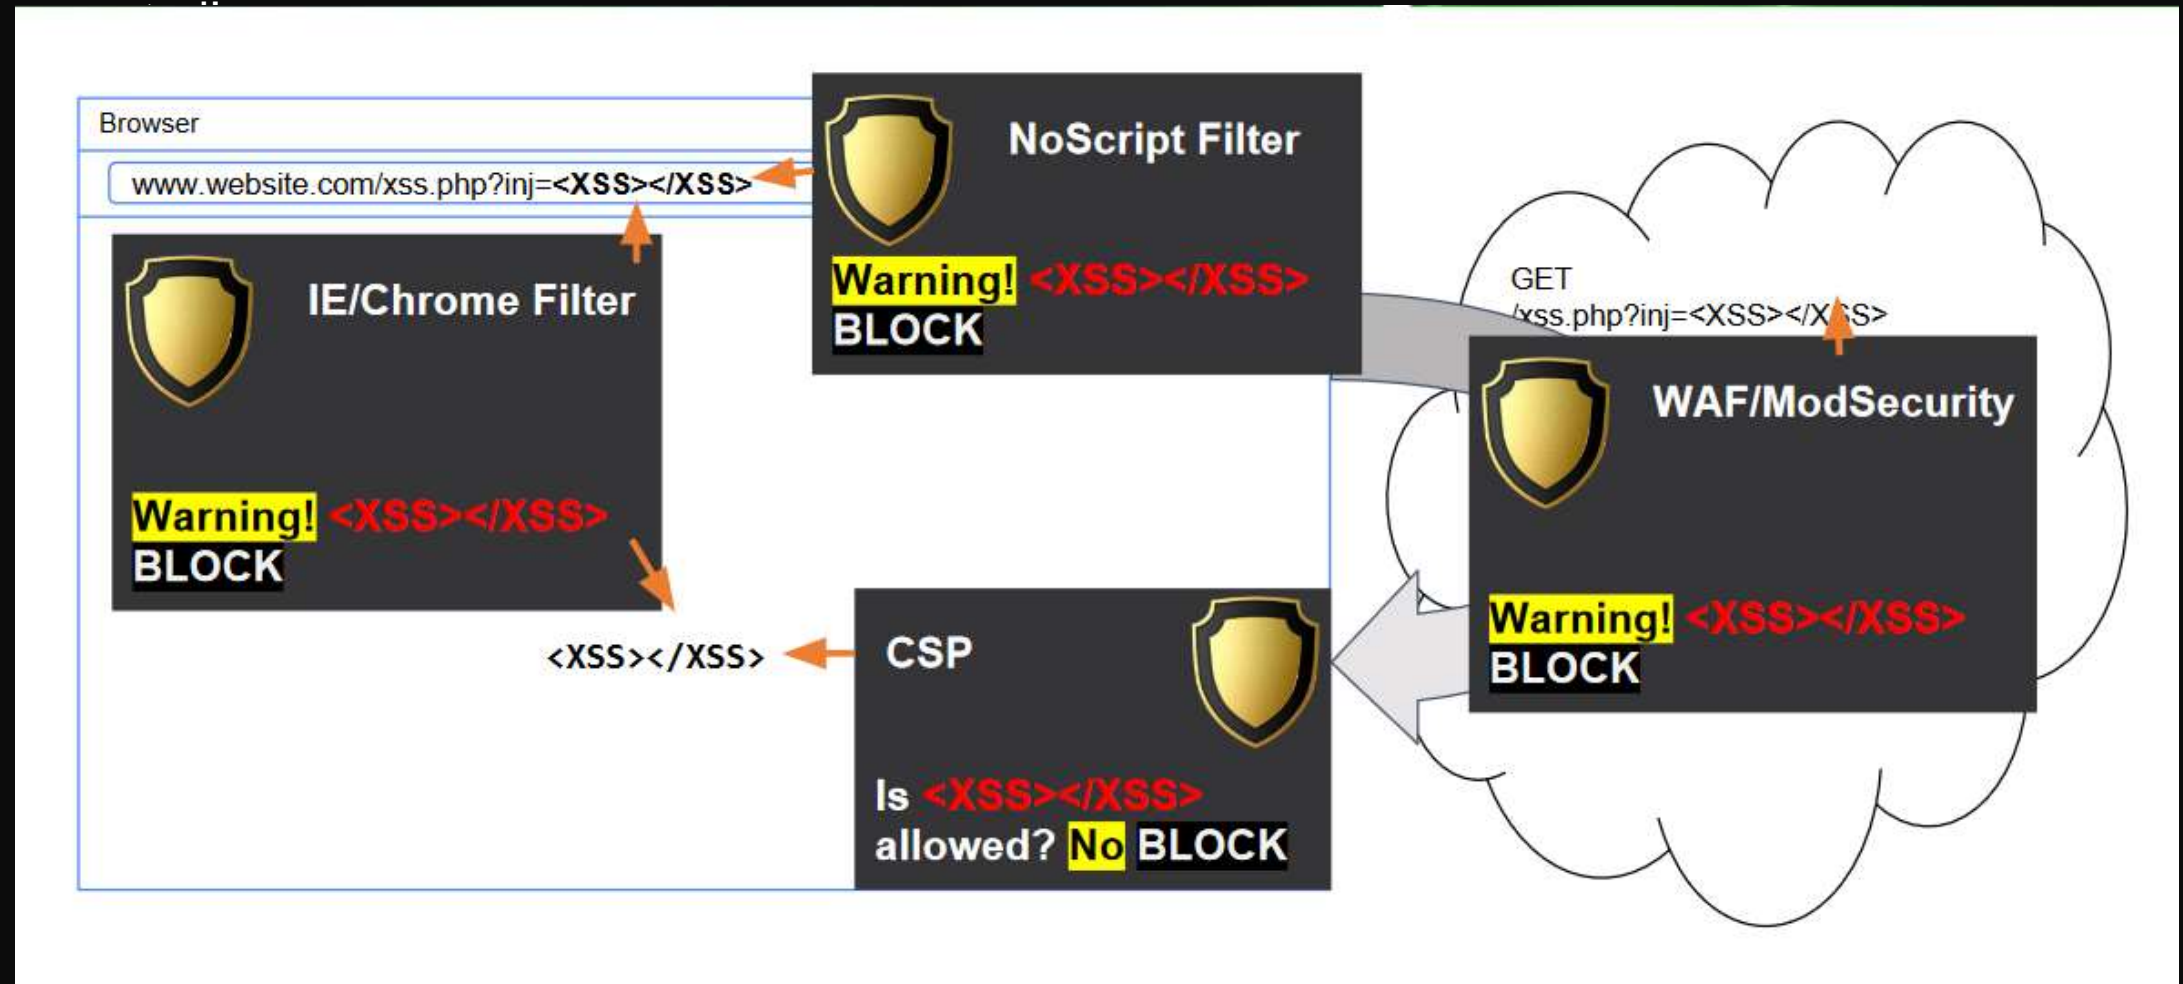 Browser
www.website.com/xss.php?inj=<XSS></XSS>
NoScript Filter
Warning! <XSS></XSS>
BLOCK
IE/Chrome Filter
Warning! <XSS></XSS>
BLOCK
GET
/xss.php?inj=<XSS></XSS>
WAF/ModSecurity
Warning! <XSS></XSS>
BLOCK
<XSS></XSS>
CSP
Is <XSS></XSS>
allowed? No BLOCK